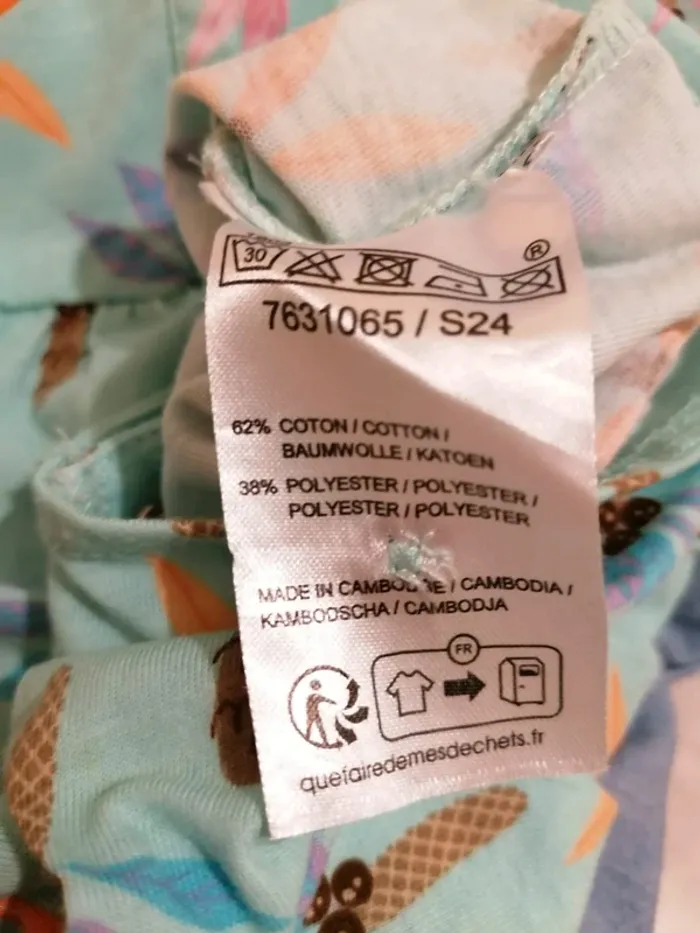 30
®
7631065 / S24
62% COTON / COTTON /
BAUMWOLLE / KATOEN
38% POLYESTER / POLYESTER /
POLYESTER / POLYESTER
MADE IN / CAMBODIA /
KAMBODSCHA / CAMBODJA
FR
quefairedemesdechets.fr